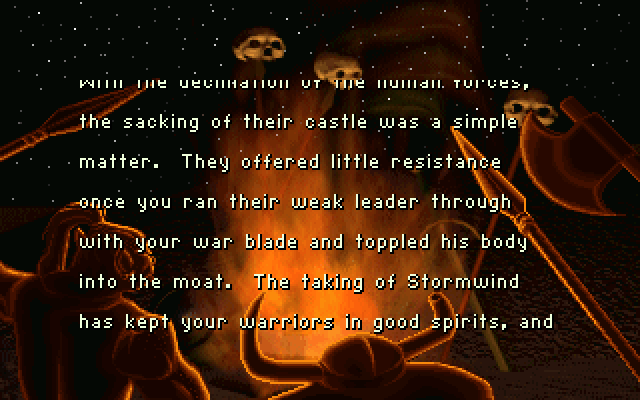 with the decimation of the human forces,
the sacking of their castle was a simple
matter.  They offered little resistance
once you ran their weak leader through
with your war blade and toppled his body
into the moat.  The taking of Stormwind
has kept your warriors in good spirits, and